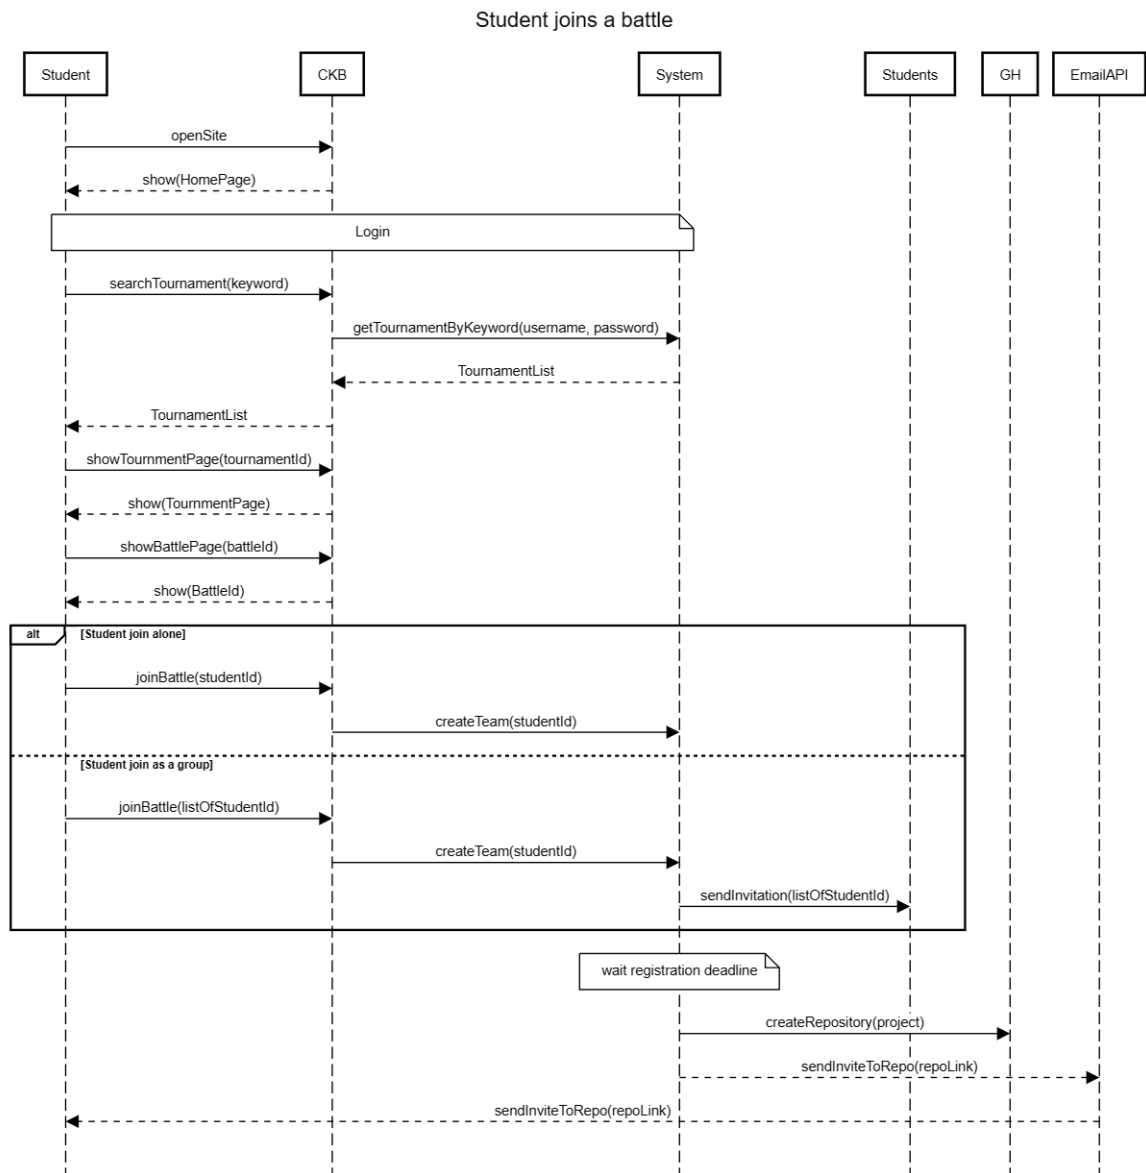 Student joins a battle
Student
CKB
System
Students
GH
EmailAPI
openSite
show(HomePage)
Login
searchTournament(keyword)
getTournamentByKeyword(username, password)
TournamentList
TournamentList
showTournmentPage(tournamentId)
show(TournmentPage)
showBattlePage(battleId)
show(BattleId)
alt [Student join alone]
joinBattle(studentId)
createTeam(studentId)
[Student join as a group]
joinBattle(listOfStudentId)
createTeam(studentId)
sendInvitation(listOfStudentId)
wait registration deadline
createRepository(project)
sendInviteToRepo(repoLink)
sendInviteToRepo(repoLink)